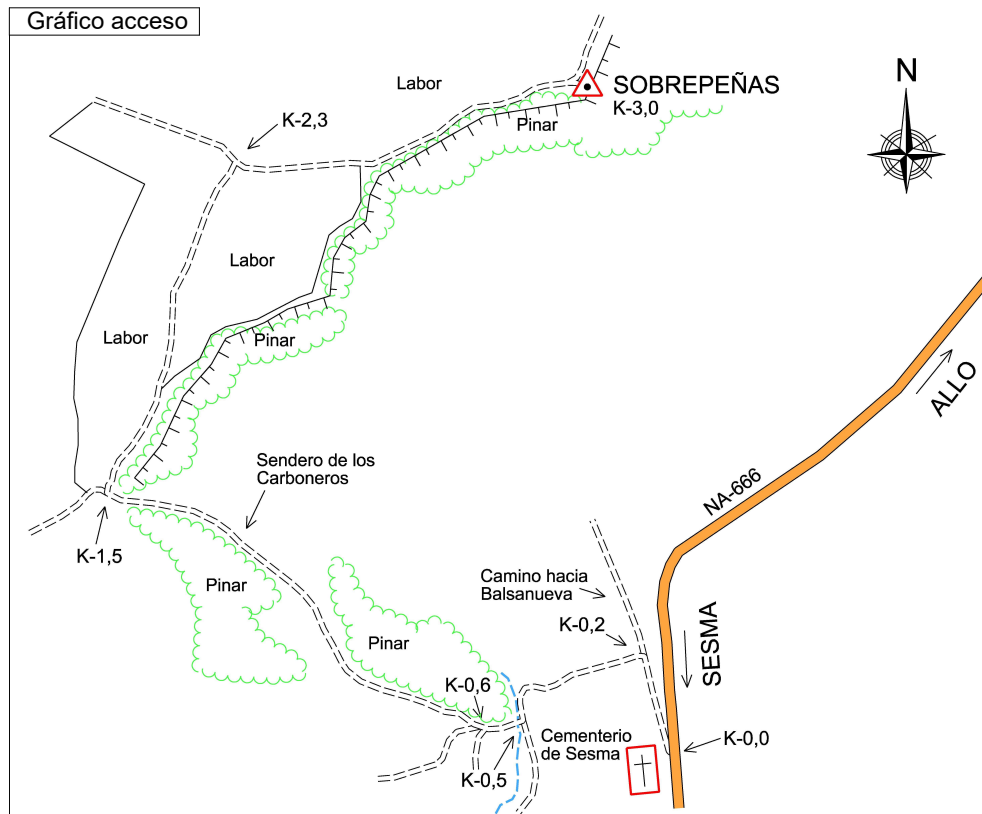 Gráfico acceso
Labor
SOBREPEÑAS
K-3,0
Pinar
N
K-2,3
Labor
Labor
Pinar
ALLO
NA-666
Sendero de los
Carboneros
K-1,5
Pinar
Camino hacia
Balsanueva
K-0,2
SESMA
Pinar
K-0,6
Cementerio
de Sesma
K-0,0
K-0,5